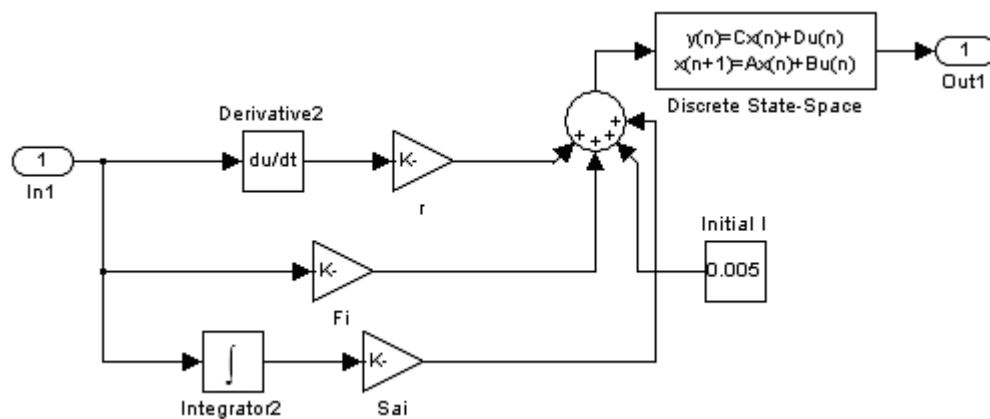 y(n)=Cx(n)+Du(n)
x(n+1)=Ax(n)+Bu(n)
1
Out1
Discrete State-Space
Derivative2
+ + + + +
1
du/dt
K-
In1
r
Initial I
0.005
K-
Fi
∫
K-
Integrator2
Sai